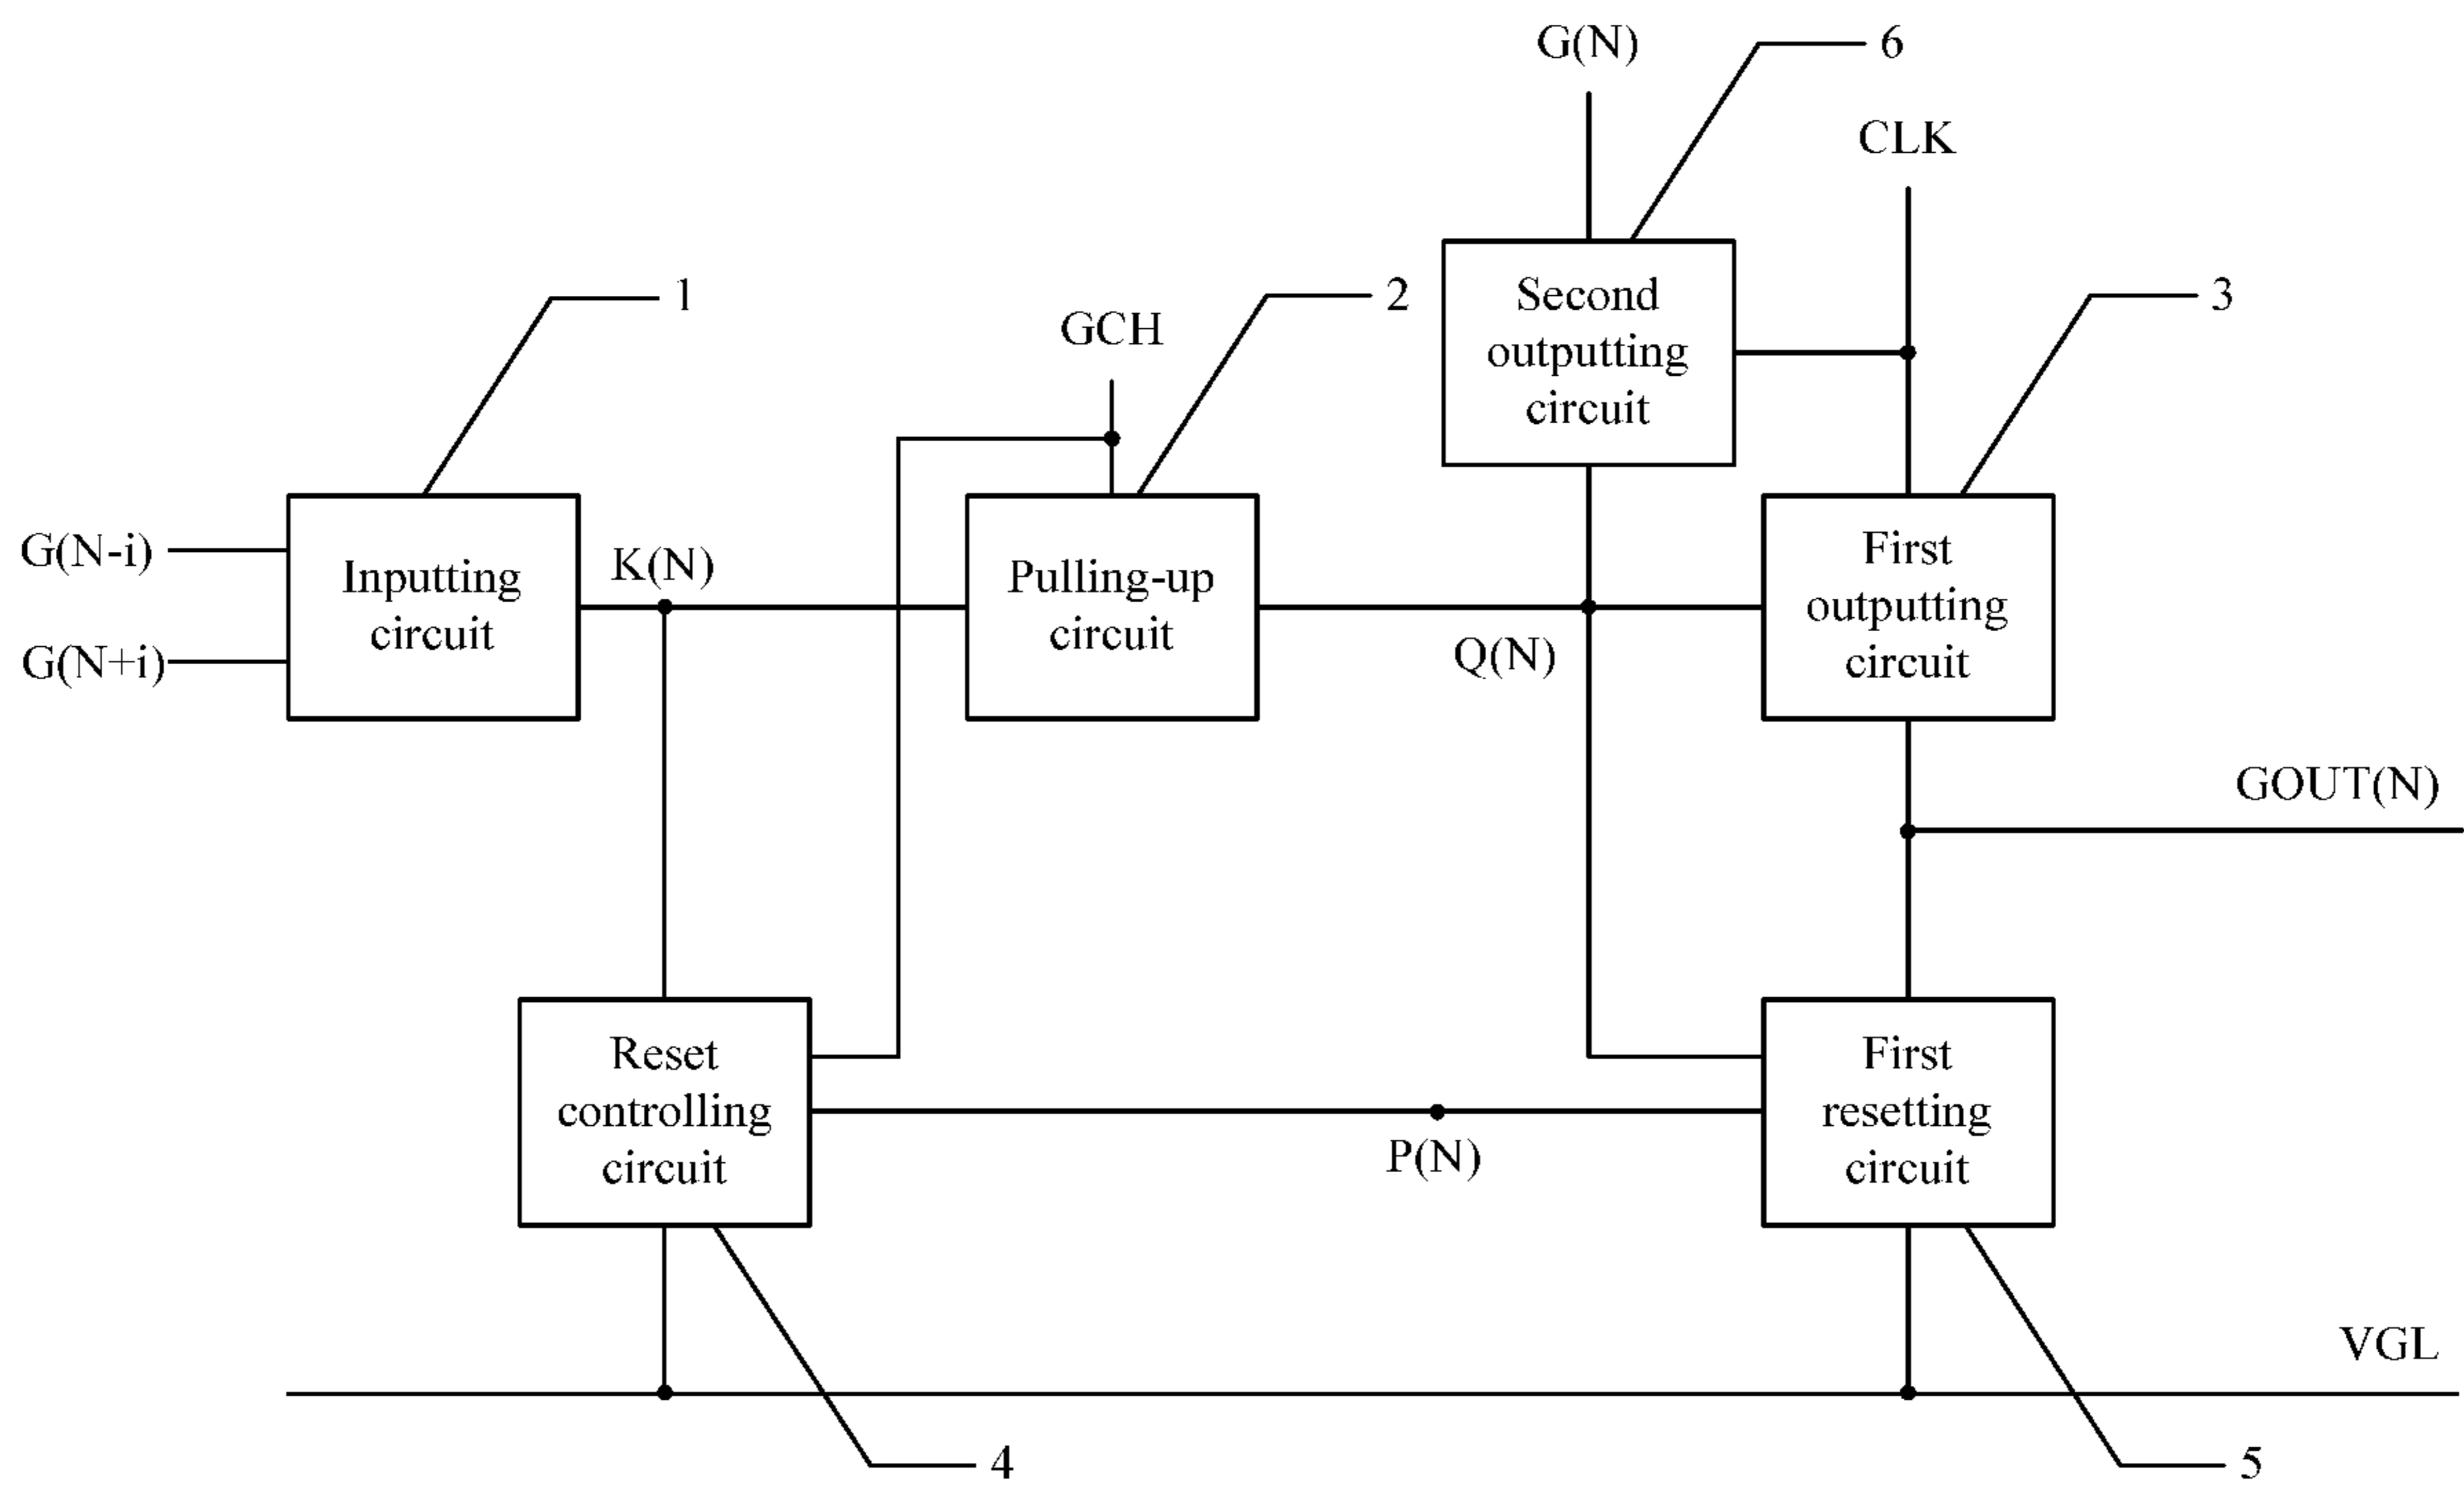 G(N)
6
CLK
1
GCH
2
Second
outputting
circuit
3
G(N-i)
G(N+i)
Inputting
circuit
K(N)
Pulling-up
circuit
Q(N)
First
outputting
circuit
GOUT(N)
Reset
controlling
circuit
P(N)
First
resetting
circuit
VGL
4
5